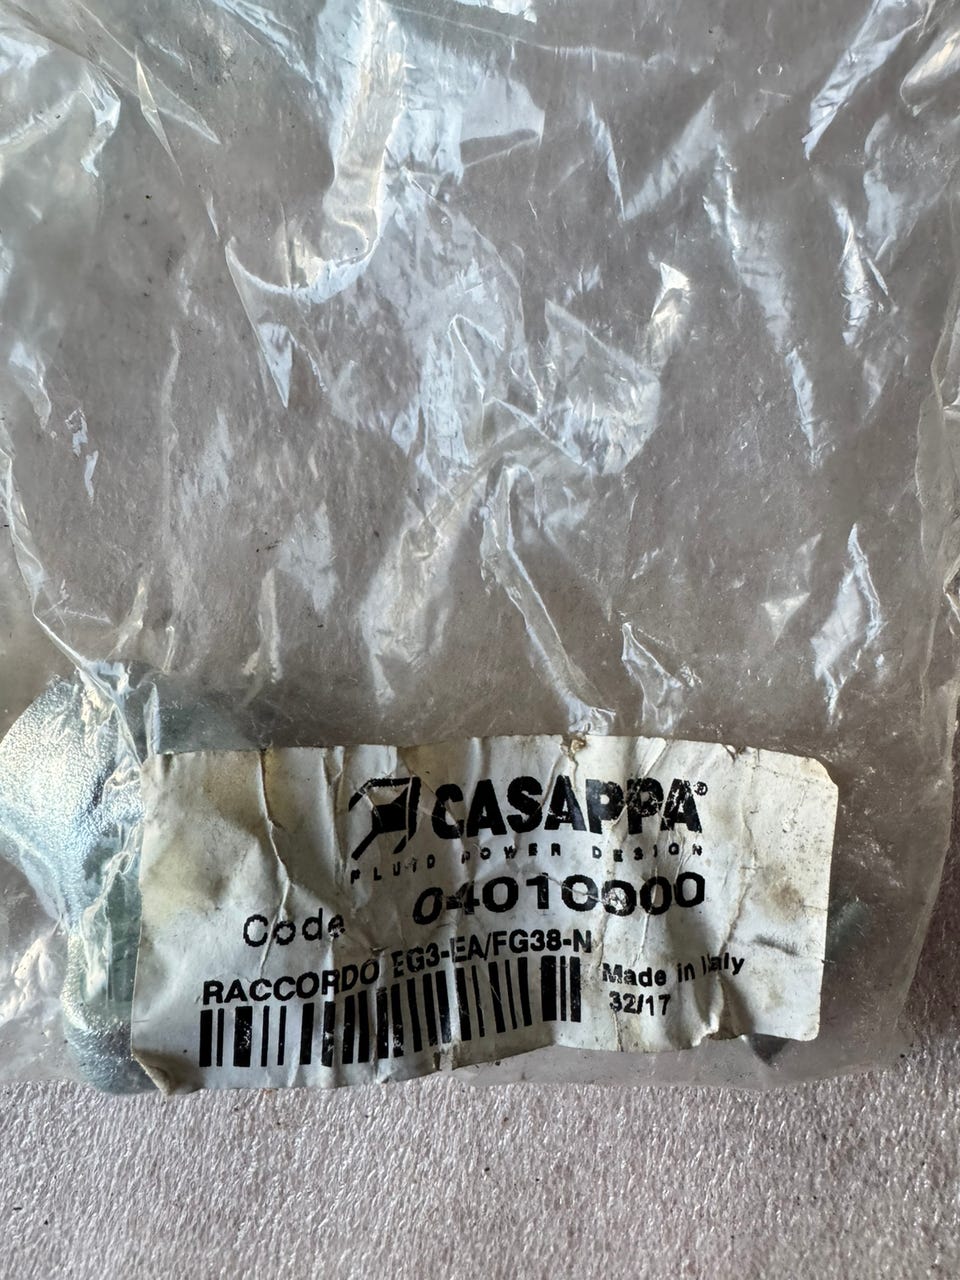 CASAPPA®
FLUID POWER DESIGN
Code 04010000
RACCORDO EG3-EA/FG38-N
Made in Italy
32/17